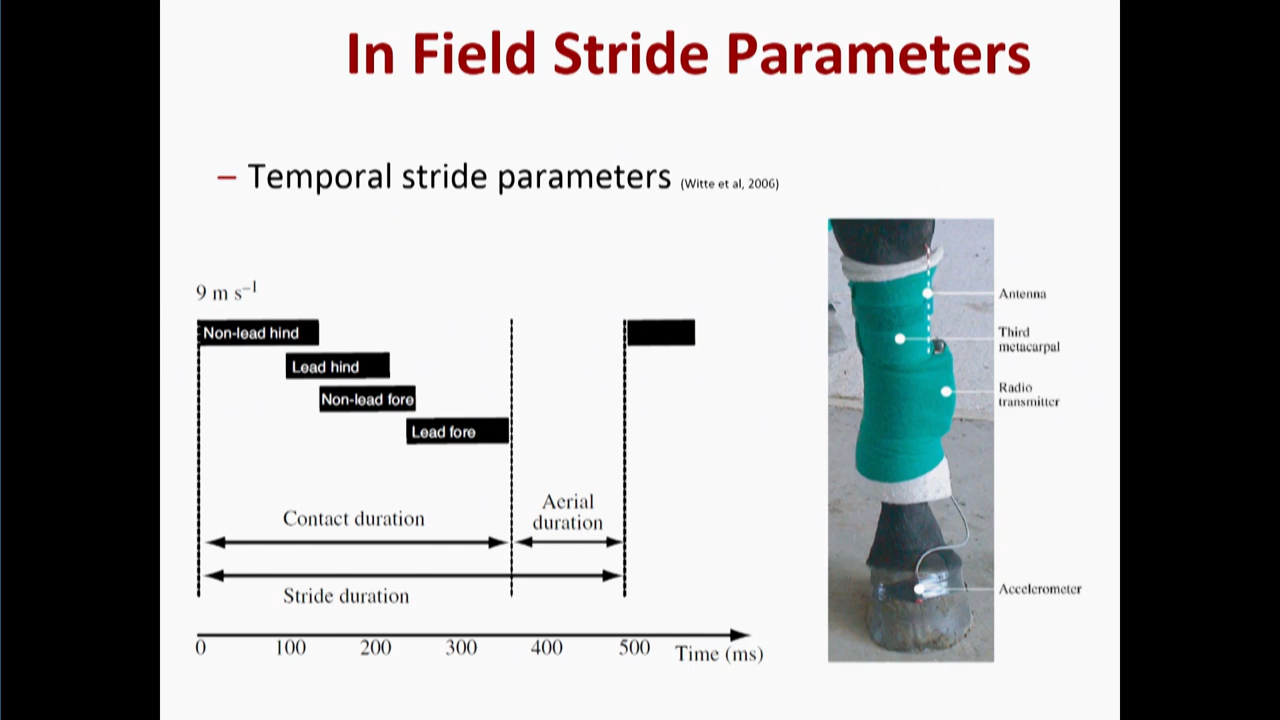 In Field Stride Parameters
– Temporal stride parameters (Witte et al, 2006)
9 m s⁻¹
Non-lead hind
Lead hind
Non-lead fore
Lead fore
Contact duration
Aerial
duration
Stride duration
0 100 200 300 400 500 Time (ms)
Antenna
Third
metacarpal
Radio
transmitter
Accelerometer